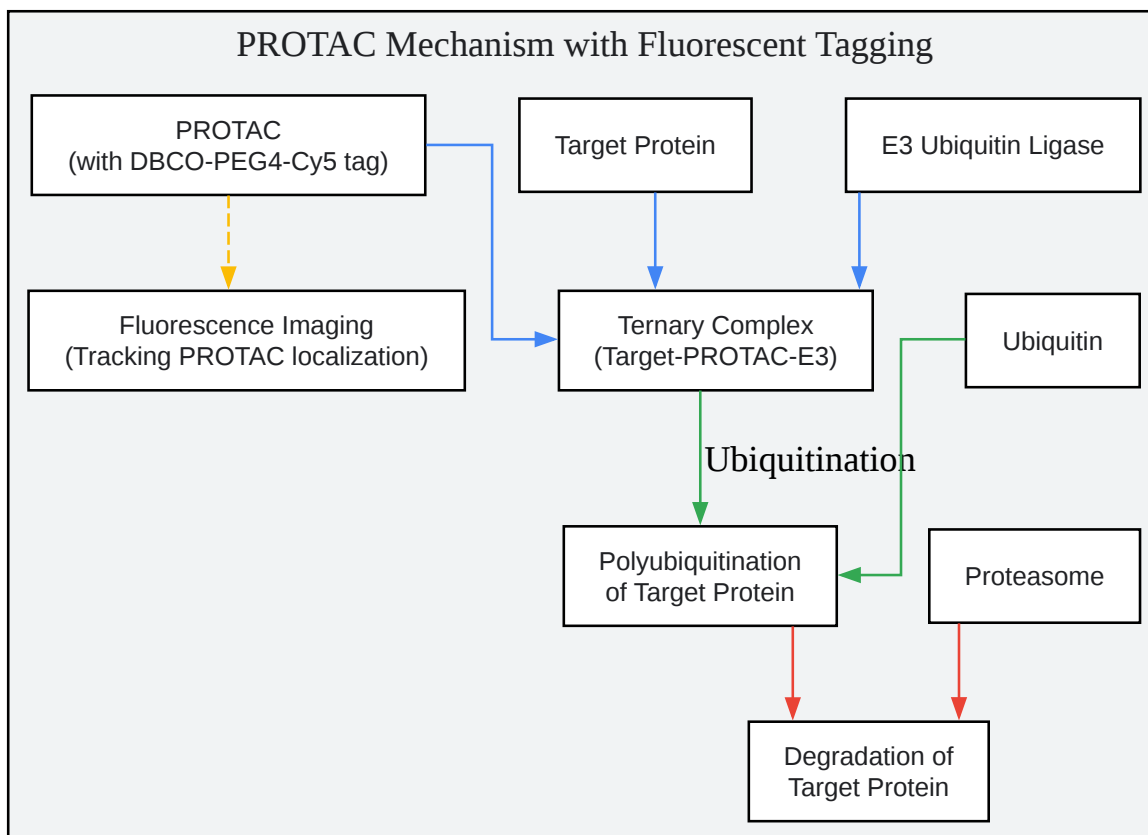 PROTAC Mechanism with Fluorescent Tagging
PROTAC
(with DBCO-PEG4-Cy5 tag)
Target Protein
E3 Ubiquitin Ligase
Fluorescence Imaging
(Tracking PROTAC localization)
Ternary Complex
(Target-PROTAC-E3)
Ubiquitin
Ubiquitination
Polyubiquitination
of Target Protein
Proteasome
Degradation of
Target Protein